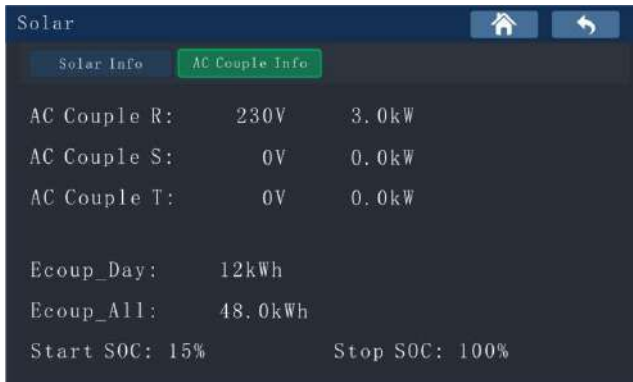 Solar
Solar Info AC Couple Info
AC Couple R: 230V 3.0kW
AC Couple S: 0V 0.0kW
AC Couple T: 0V 0.0kW
Ecoup_Day: 12kWh
Ecoup_All: 48.0kWh
Start SOC: 15% Stop SOC: 100%